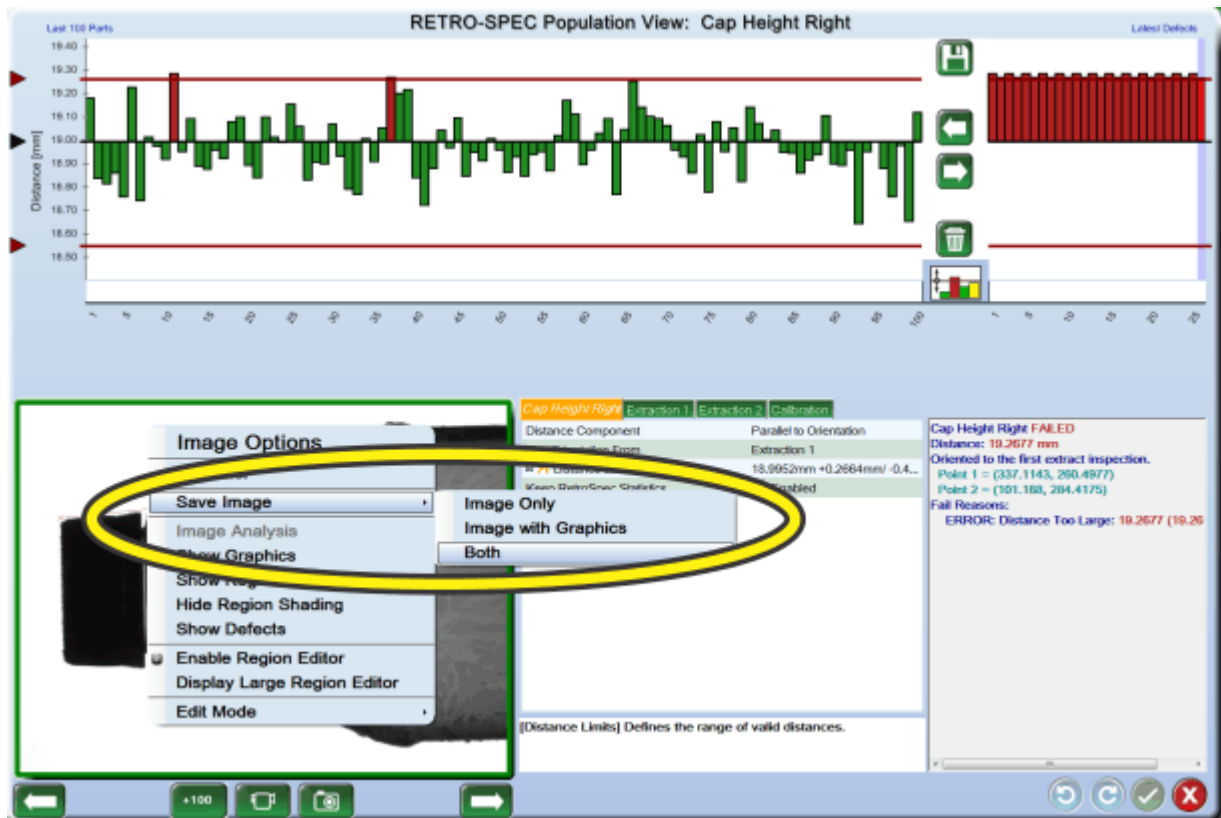 RETRO-SPEC Population View: Cap Height Right
Last 100 Parts
Latest Defects
19.40
19.30
19.20
19.10
19.00
18.90
18.80
18.70
18.60
18.50
Distance [mm]
1 5 10 15 20 25 30 35 40 45 50 55 60 65 70 75 80 85 90 95 100
1 5 10 15 20 25
Image Options
Save Image
Image Analysis
Show Graphics
Hide Region Shading
Show Defects
Enable Region Editor
Display Large Region Editor
Edit Mode
Image Only
Image with Graphics
Both
Cap Height Right Extraction 1 Extraction 2 Calibration
Distance Component Parallel to Orientation
Extraction 1
18.9952mm +0.2664mm/ -0.4...
Keep RetroSpec Statistics
[Distance Limits] Defines the range of valid distances.
Cap Height Right FAILED
Distance: 19.2677 mm
Oriented to the first extract inspection.
Point 1 = (337.1143, 260.4977)
Point 2 = (101.168, 284.4175)
Fail Reasons:
ERROR: Distance Too Large: 19.2677 (19.26
+100